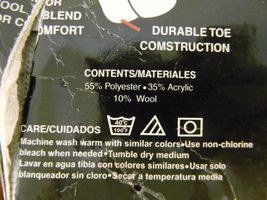 OR
BLEND
COMFORT
DURABLE TOE
COMSTRUCTION
CONTENTS/MATERIALES
55% Polyester • 35% Acrylic
10% Wool
CARE/CUIDADOS
40°C
100°F
Machine wash warm with similar colors•Use non-chlorine
bleach when needed•Tumble dry medium
Lavar en agua tibia con colores similares•Usar solo
blanqueador sin cloro•Secar a temperatura media